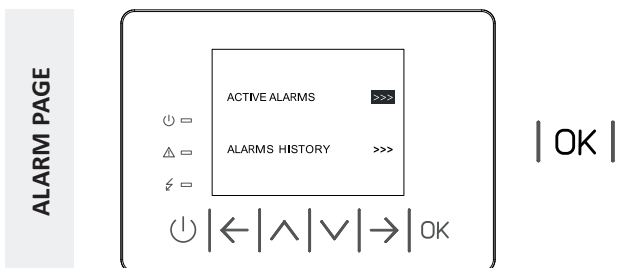 ALARM PAGE
ACTIVE ALARMS >>>
ALARMS HISTORY >>>
OK
OK